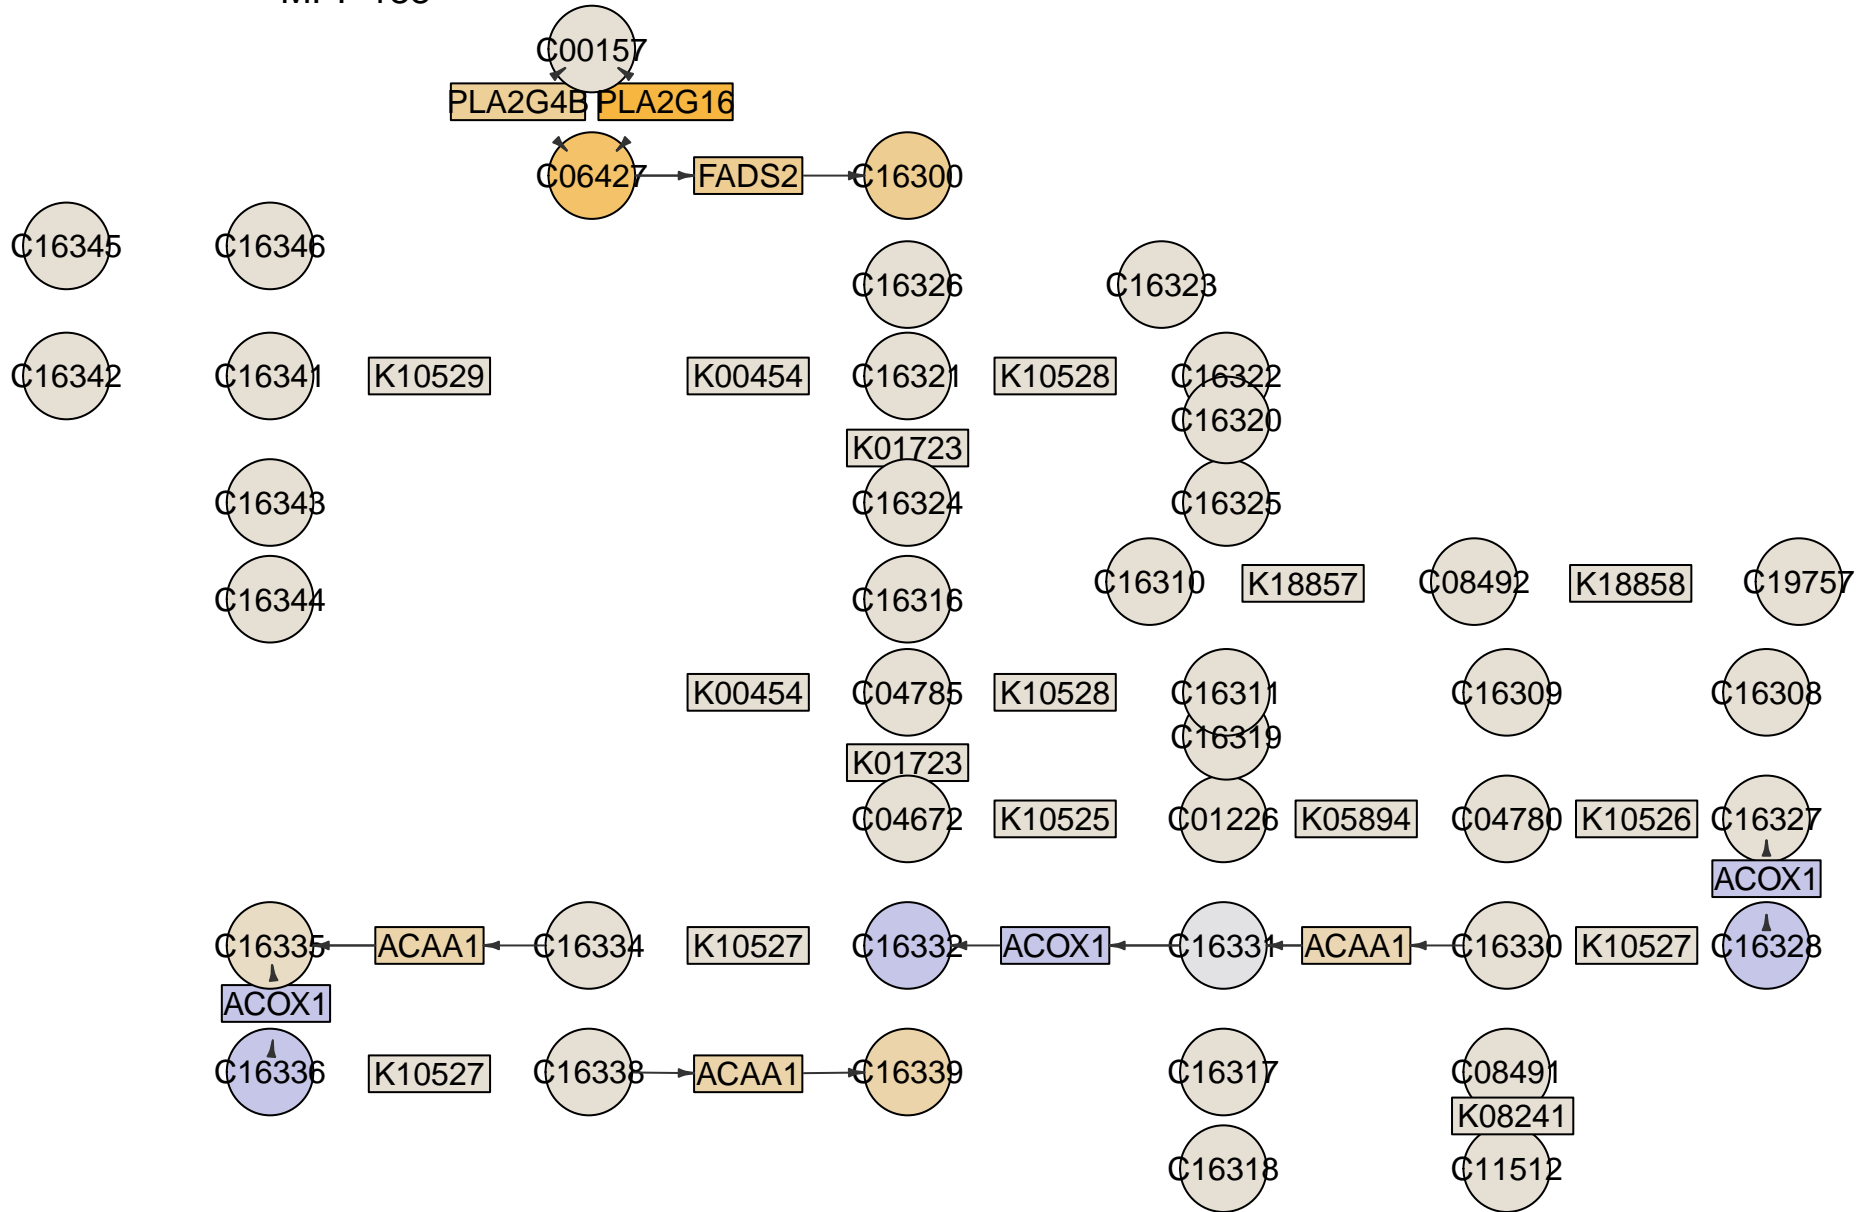 C00157
PLA2G4B PLA2G16
C06427 FADS2 C16300
C16345 C16346
C16326 C16323
C16342 C16341 K10529 K00454 C16321 K10528 C16322
C16320
K01723
C16343 C16324 C16325
C16310 K18857 C08492 K18858 C19757
C16344 C16316
K00454 C04785 K10528 C16311 C16309 C16308
C16319
K01723
C04672 K10525 C01226 K05894 C04780 K10526 C16327
ACOX1
C16335 ACAA1 C16334 K10527 C16332 ACOX1 C16331 ACAA1 C16330 K10527 C16328
ACOX1
C16336 K10527 C16338 ACAA1 C16339 C16317 C08491
K08241
C16318 C11512